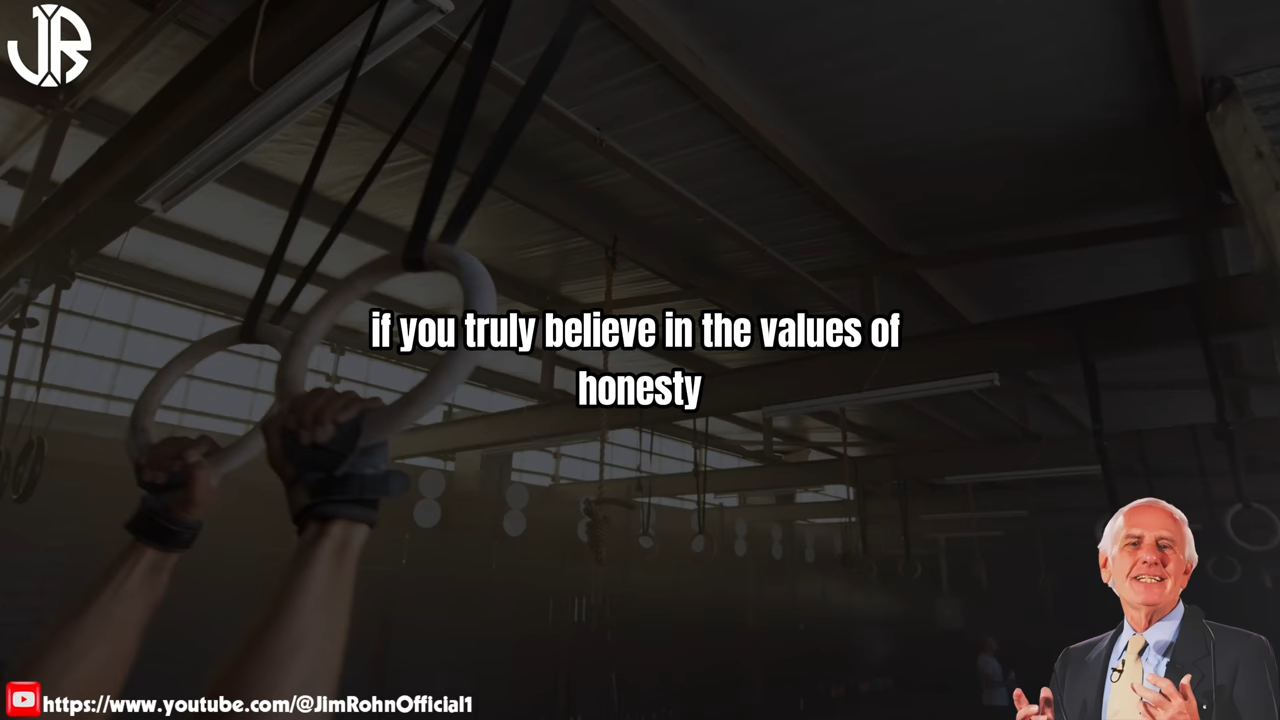 JR
if you truly believe in the values of
honesty
https://www.youtube.com/@JimRohnOfficial1